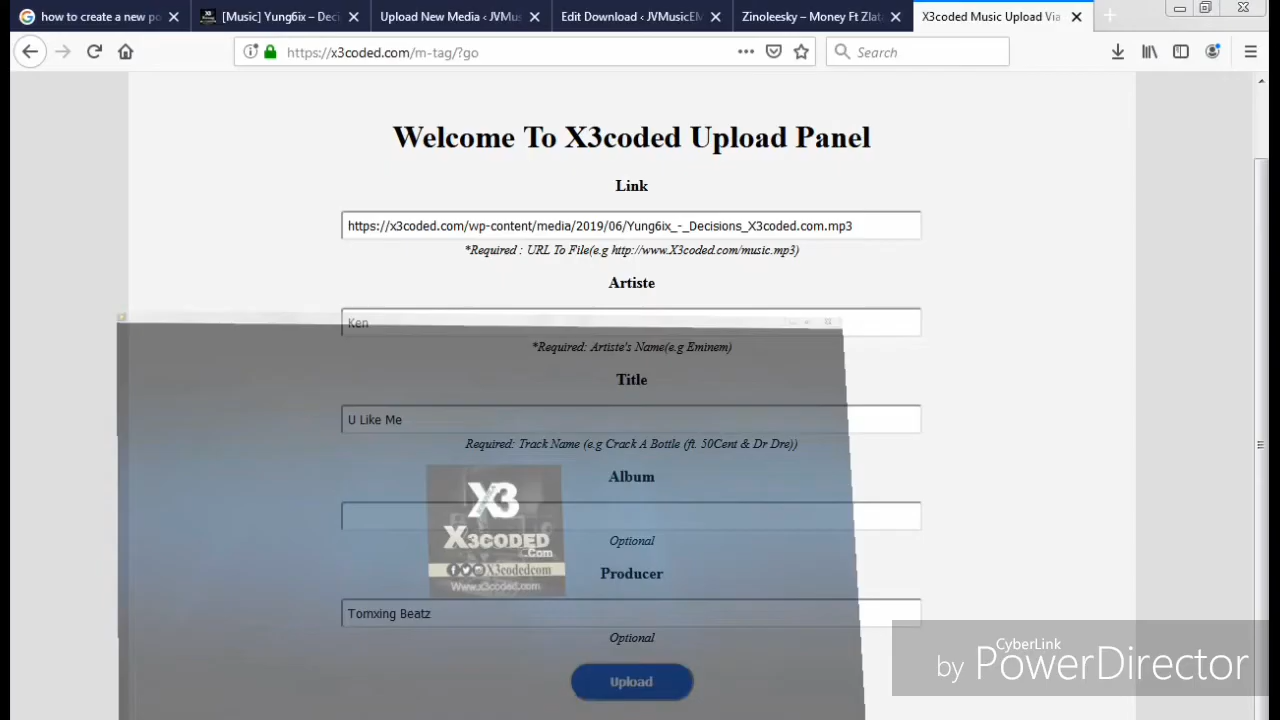 how to create a new po
[Music] Yung6ix – Deci
Upload New Media ‹ JVMus
Edit Download ‹ JVMusicEM
Zinoleesky – Money Ft Zlat
X3coded Music Upload Via
https://x3coded.com/m-tag/?go
Search
Welcome To X3coded Upload Panel
Link
https://x3coded.com/wp-content/media/2019/06/Yung6ix_-_Decisions_X3coded.com.mp3
*Required : URL To File(e.g http://www.X3coded.com/music.mp3)
Artiste
Ken
*Required: Artiste's Name(e.g Eminem)
Title
U Like Me
Required: Track Name (e.g Crack A Bottle (ft. 50Cent & Dr Dre))
Album
Optional
Producer
X3
X3CODED
.Com
X3codedcom
Www.x3coded.com
Tomxing Beatz
Optional
Upload
CyberLink
by PowerDirector